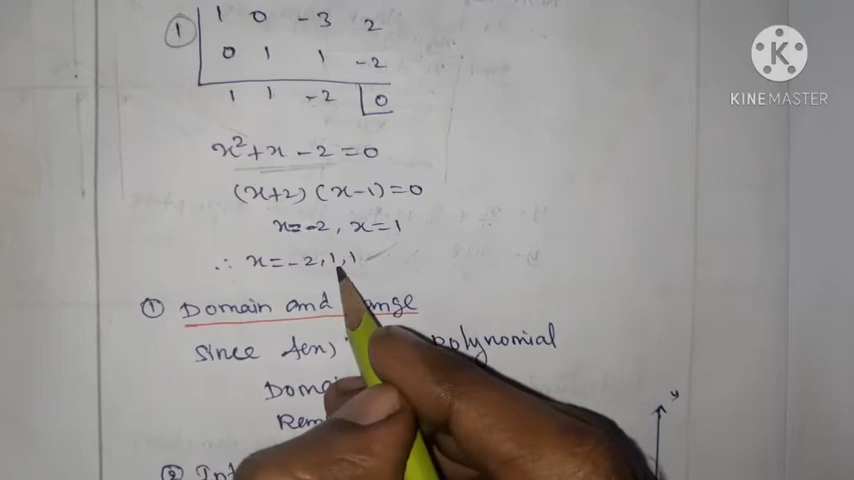 1 | 1 0 -3 2
0 1 1 -2
1 1 -2 | 0
x² + x - 2 = 0
(x+2) (x-1) = 0
x = -2, x = 1
∴ x = -2, 1, 1
① Domain and
since polynomial
②
y
K
KINEMASTER